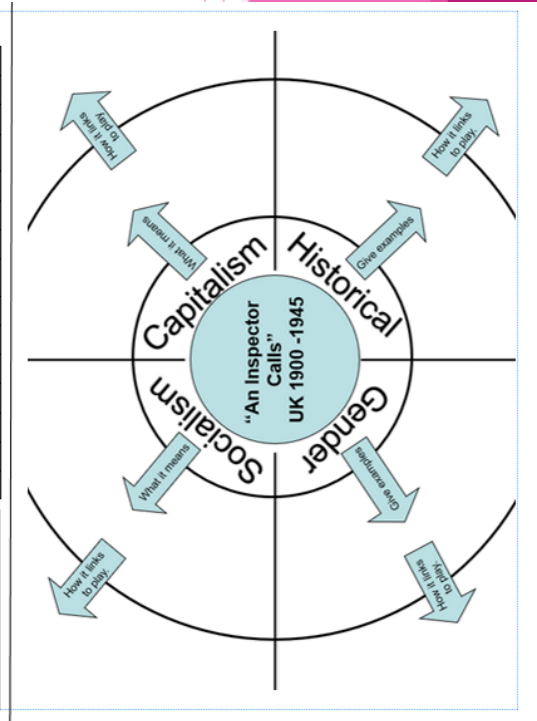 "An Inspector
Calls"
UK 1900 -1945
Capitalism
What it means
How it links
to play
Historical
Give examples
How it links
to play.
Gender
Give examples
How it links
to play.
Socialism
What it means
How it links
to play.